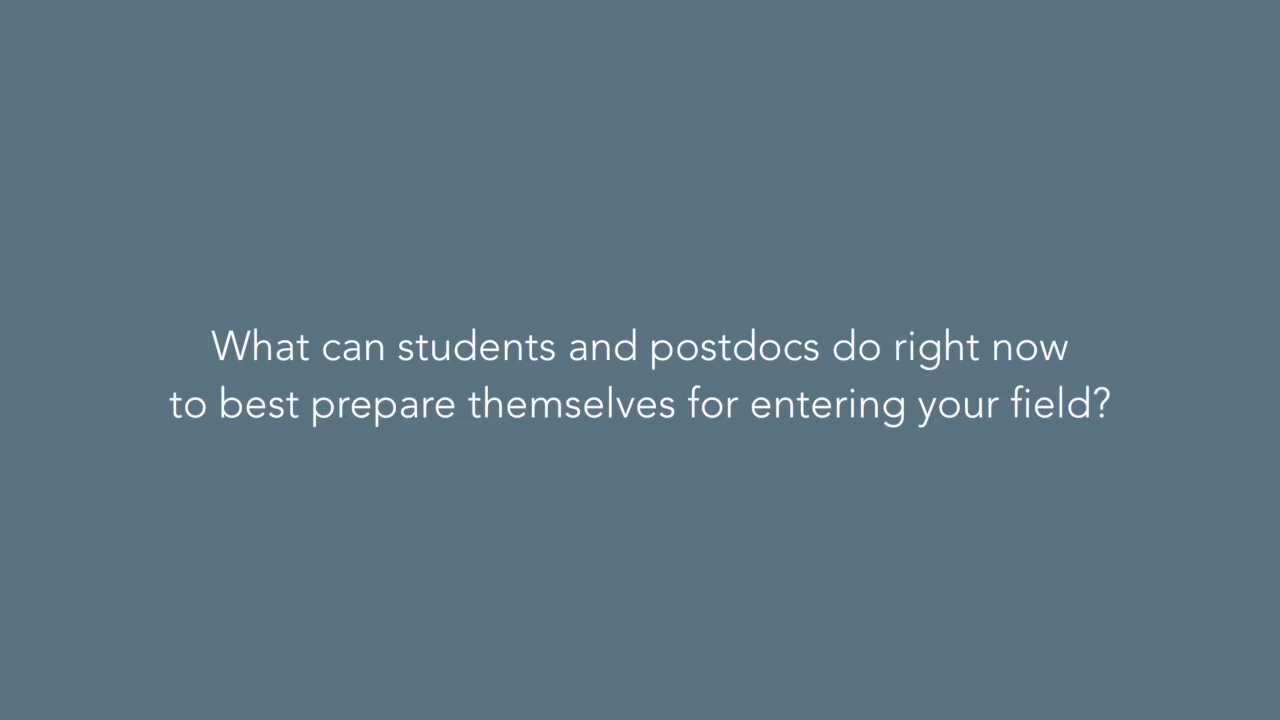 What can students and postdocs do right now
to best prepare themselves for entering your field?